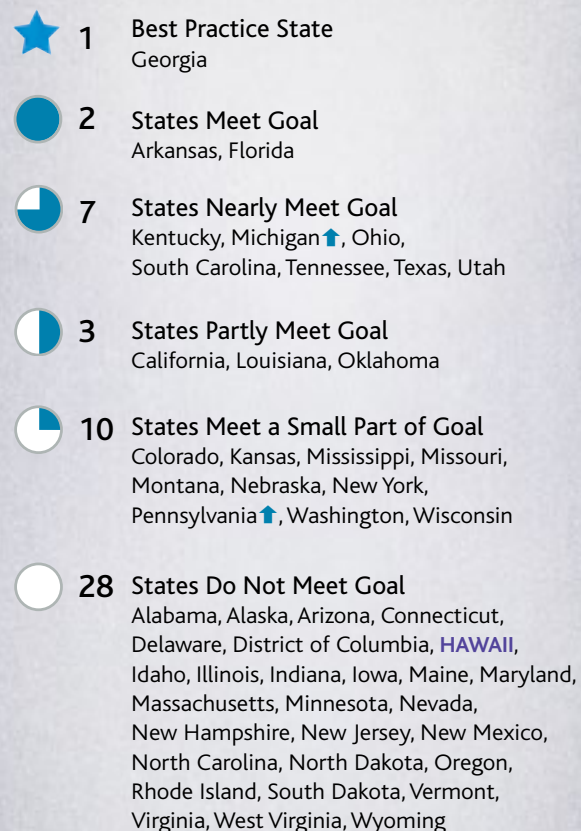 1 Best Practice State
Georgia
2 States Meet Goal
Arkansas, Florida
7 States Nearly Meet Goal
Kentucky, Michigan⬆, Ohio,
South Carolina, Tennessee, Texas, Utah
3 States Partly Meet Goal
California, Louisiana, Oklahoma
10 States Meet a Small Part of Goal
Colorado, Kansas, Mississippi, Missouri,
Montana, Nebraska, New York,
Pennsylvania⬆, Washington, Wisconsin
28 States Do Not Meet Goal
Alabama, Alaska, Arizona, Connecticut,
Delaware, District of Columbia, HAWAII,
Idaho, Illinois, Indiana, Iowa, Maine, Maryland,
Massachusetts, Minnesota, Nevada,
New Hampshire, New Jersey, New Mexico,
North Carolina, North Dakota, Oregon,
Rhode Island, South Dakota, Vermont,
Virginia, West Virginia, Wyoming